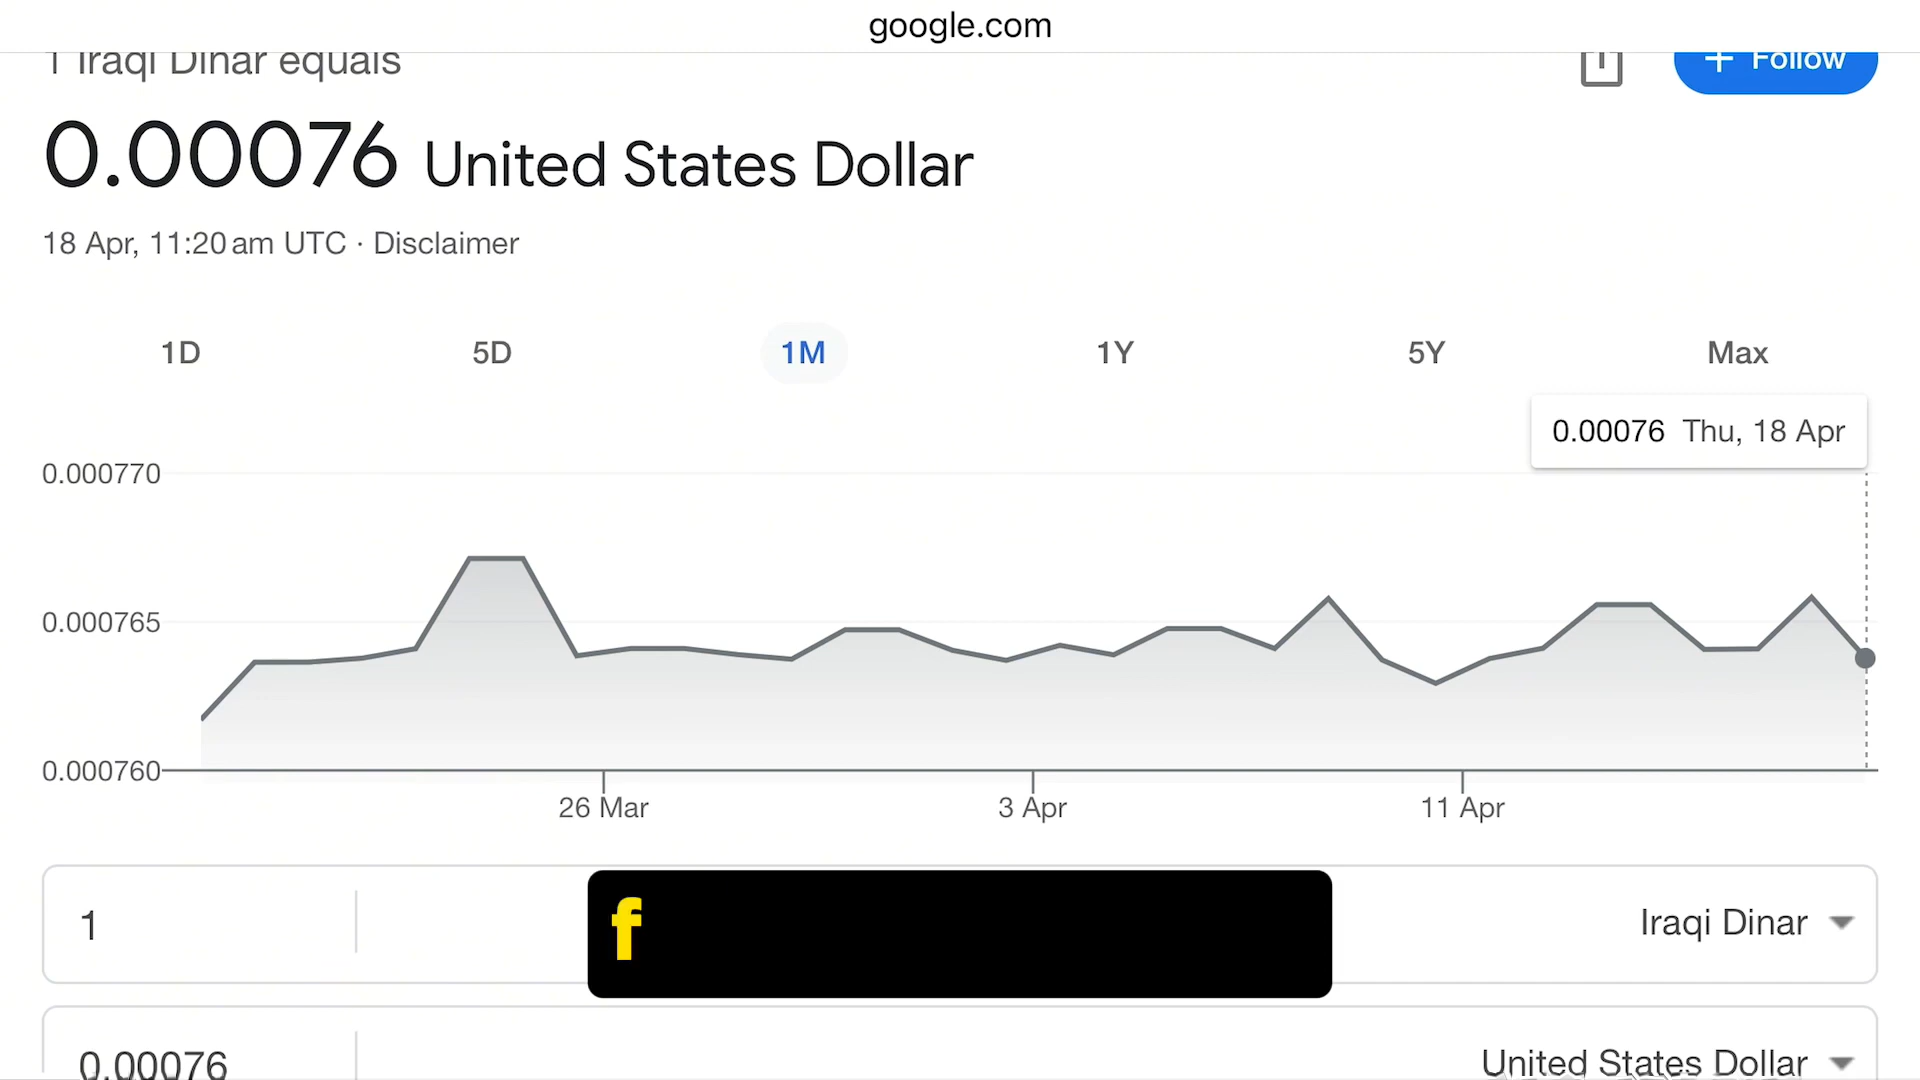 google.com
1 Iraqi Dinar equals
+ Follow
0.00076 United States Dollar
18 Apr, 11:20 am UTC · Disclaimer
1D 5D 1M 1Y 5Y Max
0.00076 Thu, 18 Apr
0.000770
0.000765
0.000760
26 Mar 3 Apr 11 Apr
1 Iraqi Dinar
f
0.00076 United States Dollar